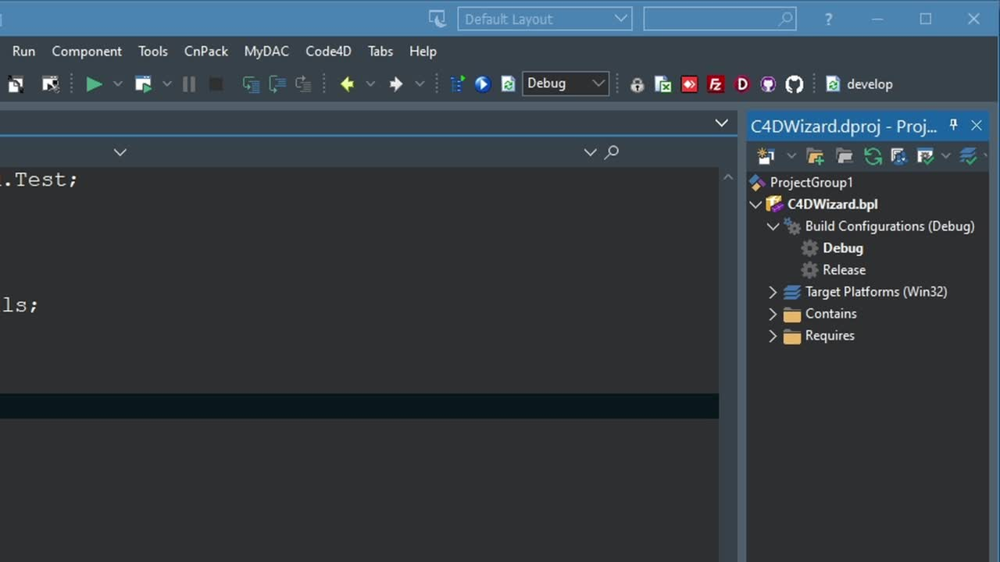 Default Layout
?
Run Component Tools CnPack MyDAC Code4D Tabs Help
Debug
develop
C4DWizard.dproj - Proj...
.Test;
ProjectGroup1
C4DWizard.bpl
Build Configurations (Debug)
Debug
Release
Target Platforms (Win32)
ls;
Contains
Requires